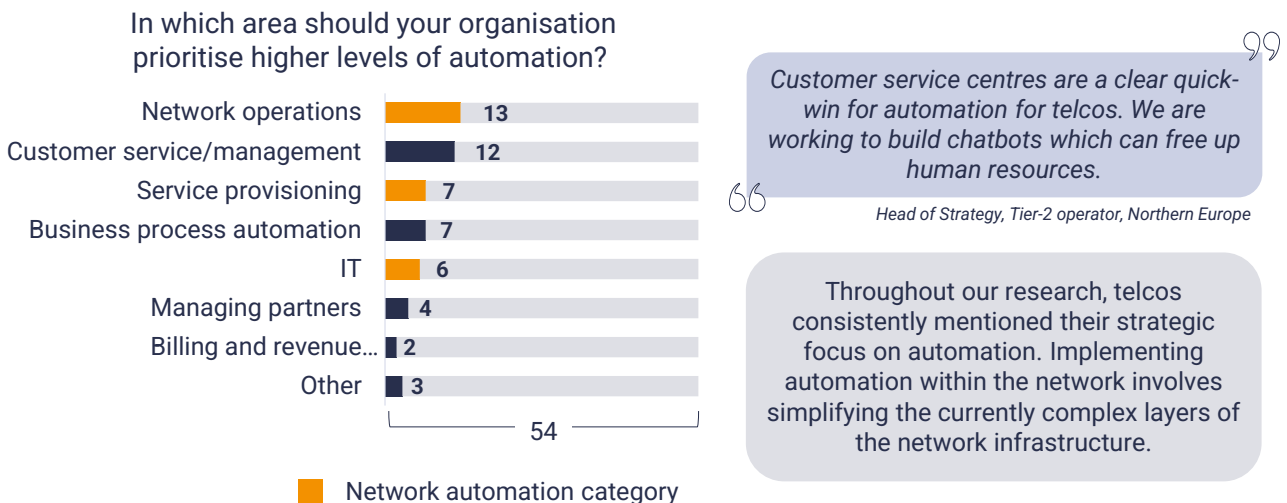 In which area should your organisation
prioritise higher levels of automation?
Network operations
13
Customer service/management
12
Service provisioning
7
Business process automation
7
IT
6
Managing partners
4
Billing and revenue...
2
Other
3
54
Network automation category
”
Customer service centres are a clear quick-
win for automation for telcos. We are
working to build chatbots which can free up
human resources.
“
Head of Strategy, Tier-2 operator, Northern Europe
Throughout our research, telcos
consistently mentioned their strategic
focus on automation. Implementing
automation within the network involves
simplifying the currently complex layers of
the network infrastructure.